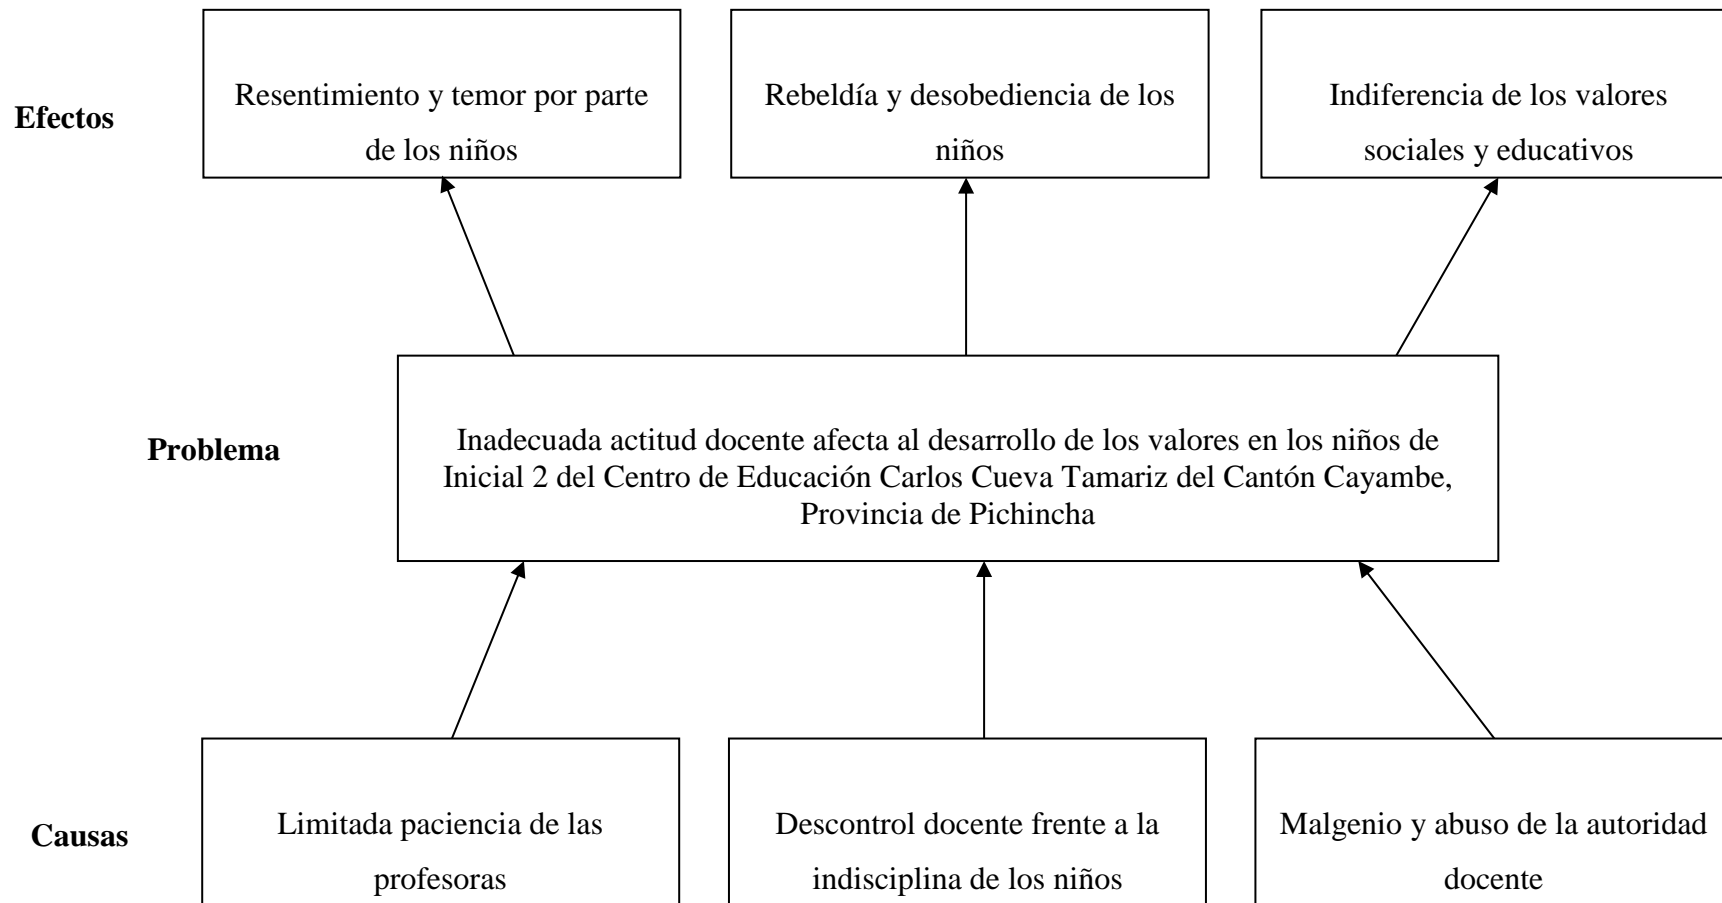 Efectos
Resentimiento y temor por parte
de los niños
Rebeldía y desobediencia de los
niños
Indiferencia de los valores
sociales y educativos
Problema
Inadecuada actitud docente afecta al desarrollo de los valores en los niños de
Inicial 2 del Centro de Educación Carlos Cueva Tamariz del Cantón Cayambe,
Provincia de Pichincha
Causas
Limitada paciencia de las
profesoras
Descontrol docente frente a la
indisciplina de los niños
Malgenio y abuso de la autoridad
docente